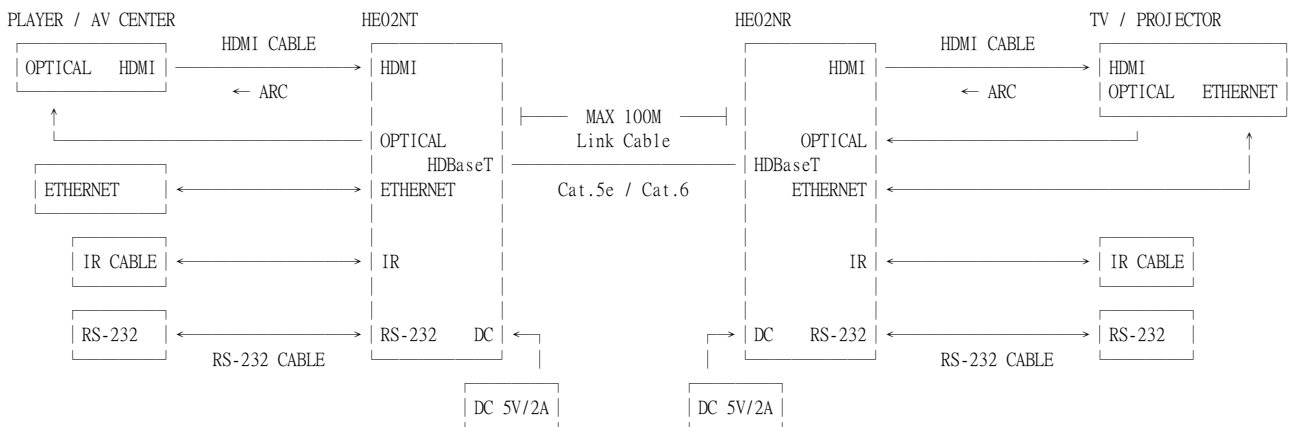 PLAYER / AV CENTER HE02NT HE02NR TV / PROJECTOR
HDMI CABLE HDMI CABLE
OPTICAL HDMI HDMI HDMI HDMI
← ARC ← ARC OPTICAL ETHERNET
MAX 100M
OPTICAL Link Cable OPTICAL
HDBaseT HDBaseT
ETHERNET ETHERNET Cat.5e / Cat.6 ETHERNET
IR CABLE IR IR IR CABLE
RS-232 RS-232 DC DC RS-232 RS-232
RS-232 CABLE RS-232 CABLE
DC 5V/2A DC 5V/2A